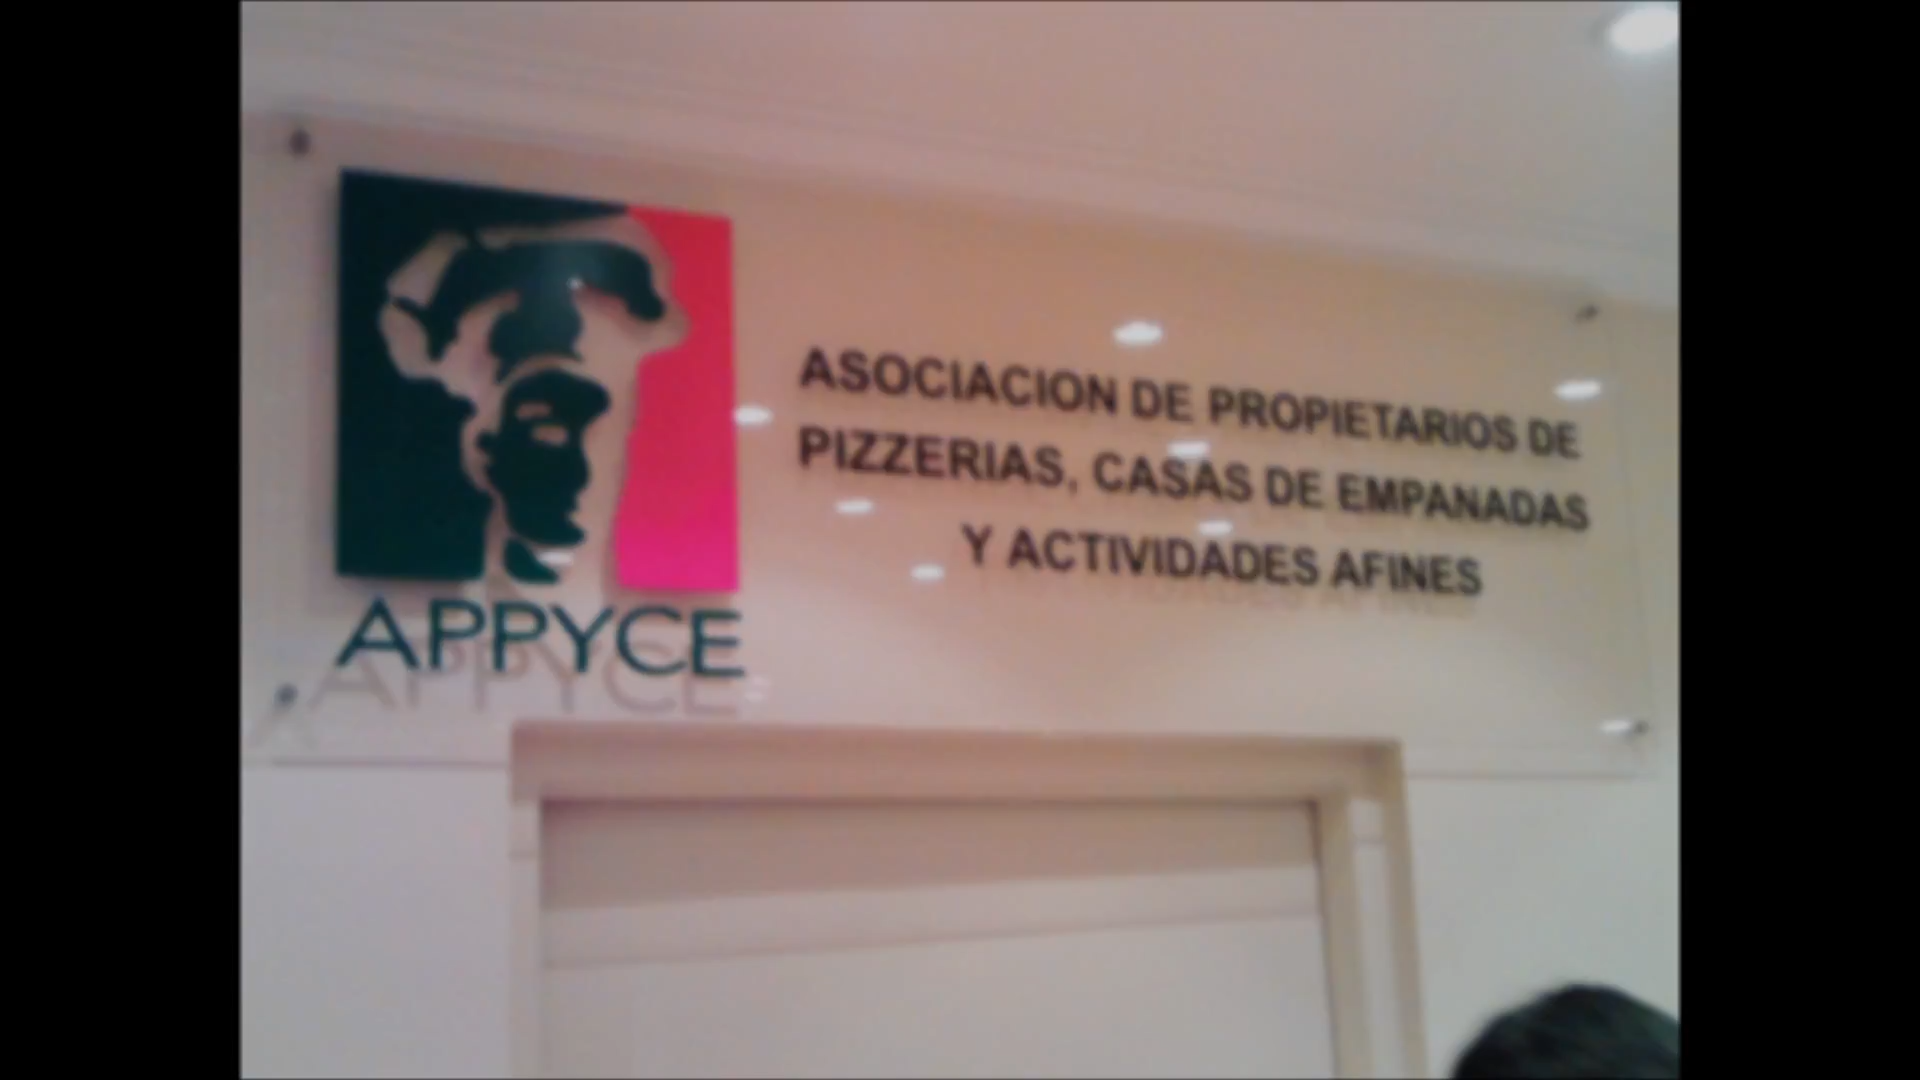 ASOCIACION DE PROPIETARIOS DE
PIZZERIAS, CASAS DE EMPANADAS
Y ACTIVIDADES AFINES
APPYCE